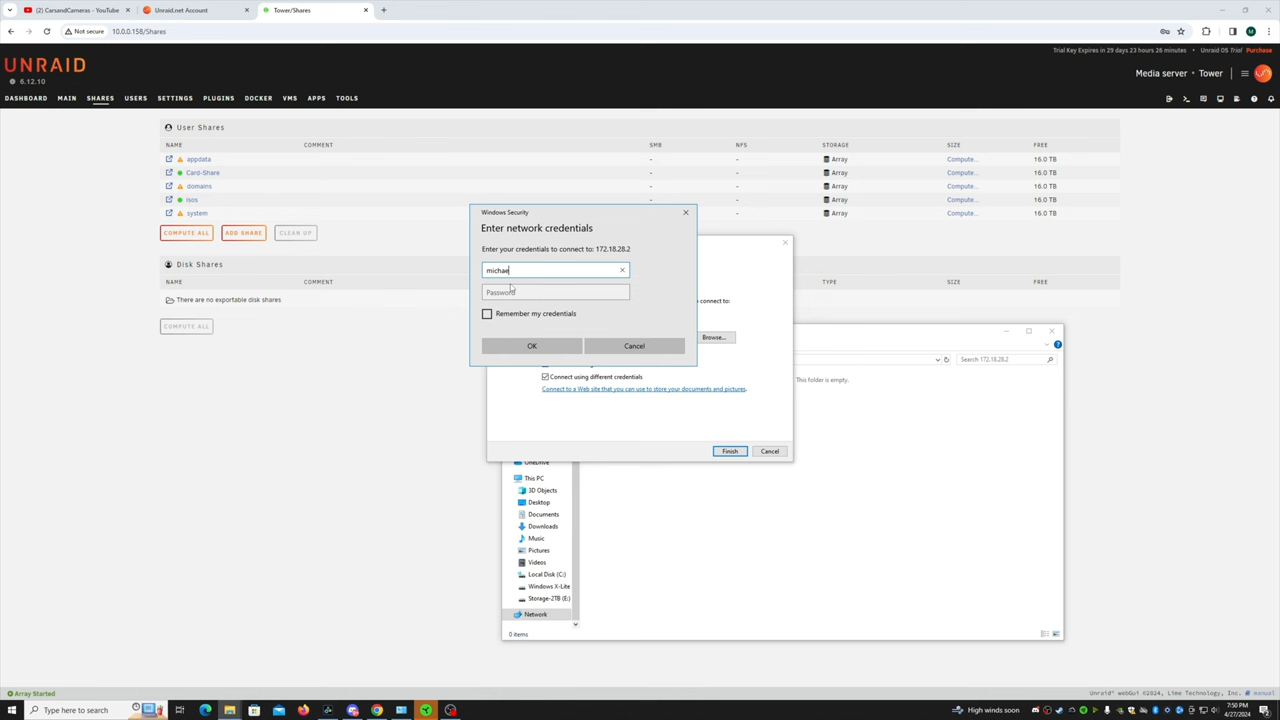 (2) CarsandCameras - YouTube
Unraid.net Account
Tower/Shares
Not secure
10.0.0.158/Shares
Trial Key Expires in 29 days 23 hours 26 minutes • Unraid OS Trial Purchase
UNRAID
6.12.10
Media server • Tower
DASHBOARD MAIN SHARES USERS SETTINGS PLUGINS DOCKER VMS APPS TOOLS
User Shares
NAME COMMENT SMB NFS STORAGE SIZE FREE
appdata - - Array Compute... 16.0 TB
Card-Share - - Array Compute... 16.0 TB
domains - - Array Compute... 16.0 TB
isos - - Array Compute... 16.0 TB
system - - Array Compute... 16.0 TB
COMPUTE ALL ADD SHARE CLEAN UP
Disk Shares
NAME COMMENT TYPE SIZE FREE
There are no exportable disk shares
COMPUTE ALL
Windows Security
Enter network credentials
Enter your credentials to connect to: 172.18.28.2
michae
Password
Remember my credentials
OK Cancel
connect to:
Browse...
Connect using different credentials
Connect to a Web site that you can use to store your documents and pictures.
Finish Cancel
Search 172.18.28.2
This folder is empty.
OneDrive
This PC
3D Objects
Desktop
Documents
Downloads
Music
Pictures
Videos
Local Disk (C:)
Windows X-Lite
Storage-2TB (E:)
Network
0 items
Array Started
Unraid® webGui ©2024, Lime Technology, Inc. manual
Type here to search
High winds soon
7:50 PM
4/27/2024